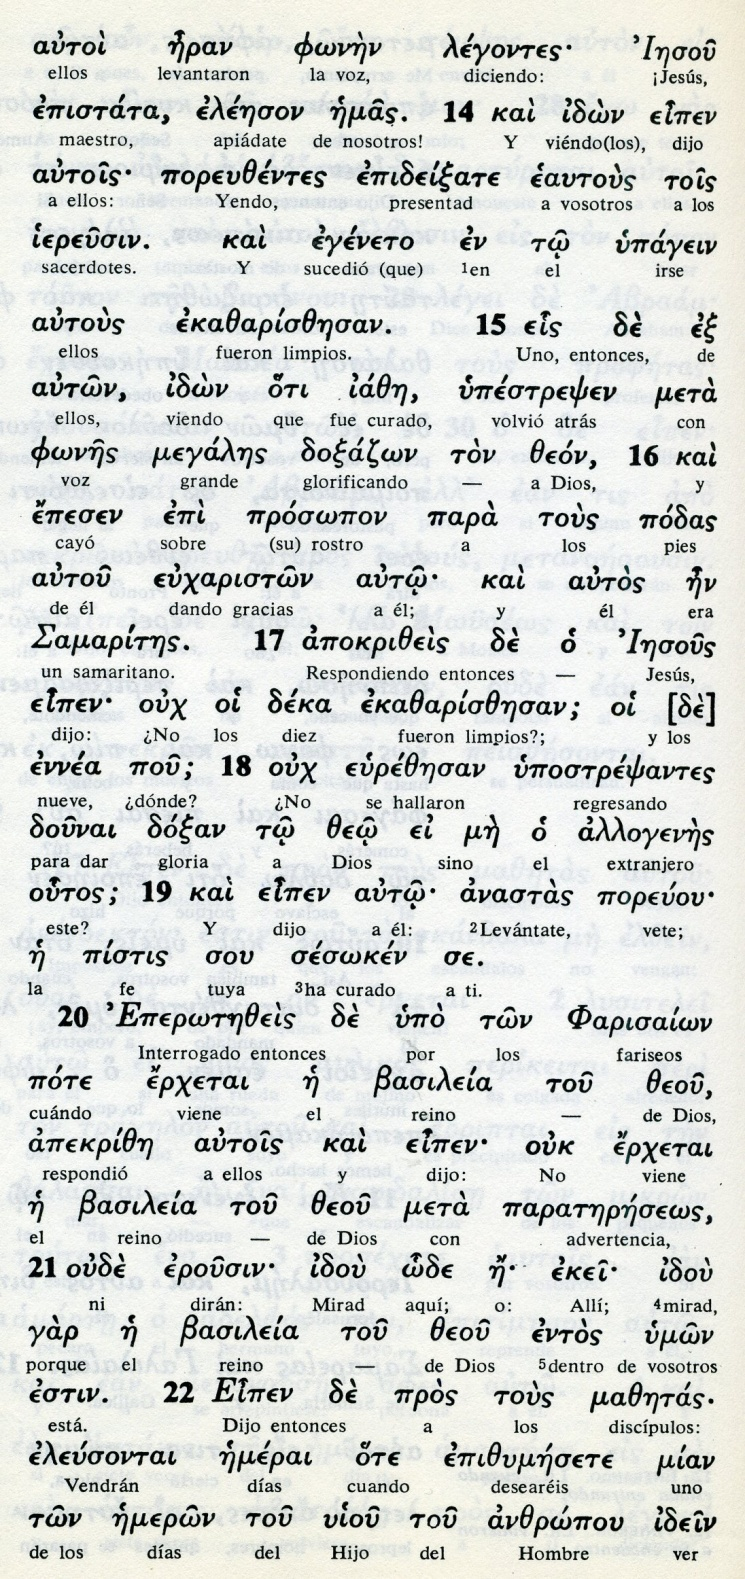 αὐτοὶ ἦραν φωνὴν λέγοντες· Ἰησοῦ
ellos levantaron la voz, diciendo: ¡Jesús,
ἐπιστάτα, ἐλέησον ἡμᾶς. 14 καὶ ἰδὼν εἶπεν
maestro, apiádate de nosotros! Y viéndo(los), dijo
αὐτοῖς· πορευθέντες ἐπιδείξατε ἑαυτοὺς τοῖς
a ellos: Yendo, presentad a vosotros a los
ἱερεῦσιν. καὶ ἐγένετο ἐν τῷ ὑπάγειν
sacerdotes. Y sucedió (que) ¹en el irse
αὐτοὺς ἐκαθαρίσθησαν. 15 εἷς δὲ ἐξ
ellos fueron limpios. Uno, entonces, de
αὐτῶν, ἰδὼν ὅτι ἰάθη, ὑπέστρεψεν μετὰ
ellos, viendo que fue curado, volvió atrás con
φωνῆς μεγάλης δοξάζων τὸν θεόν, 16 καὶ
voz grande glorificando — a Dios, y
ἔπεσεν ἐπὶ πρόσωπον παρὰ τοὺς πόδας
cayó sobre (su) rostro a los pies
αὐτοῦ εὐχαριστῶν αὐτῷ· καὶ αὐτὸς ἦν
de él dando gracias a él; y él era
Σαμαρίτης. 17 ἀποκριθεὶς δὲ ὁ Ἰησοῦς
un samaritano. Respondiendo entonces — Jesús,
εἶπεν· οὐχ οἱ δέκα ἐκαθαρίσθησαν; οἱ [δὲ]
dijo: ¿No los diez fueron limpios?; y los
ἐννέα ποῦ; 18 οὐχ εὑρέθησαν ὑποστρέψαντες
nueve, ¿dónde? ¿No se hallaron regresando
δοῦναι δόξαν τῷ θεῷ εἰ μὴ ὁ ἀλλογενὴς
para dar gloria a Dios sino el extranjero
οὗτος; 19 καὶ εἶπεν αὐτῷ· ἀναστὰς πορεύου·
este? Y dijo a él: ²Levántate, vete;
ἡ πίστις σου σέσωκέν σε.
la fe tuya ³ha curado a ti.
20 Ἐπερωτηθεὶς δὲ ὑπὸ τῶν Φαρισαίων
Interrogado entonces por los fariseos
πότε ἔρχεται ἡ βασιλεία τοῦ θεοῦ,
cuándo viene el reino — de Dios,
ἀπεκρίθη αὐτοῖς καὶ εἶπεν· οὐκ ἔρχεται
respondió a ellos y dijo: No viene
ἡ βασιλεία τοῦ θεοῦ μετὰ παρατηρήσεως,
el reino — de Dios con advertencia,
21 οὐδὲ ἐροῦσιν· ἰδοὺ ὧδε ἤ· ἐκεῖ· ἰδοὺ
ni dirán: Mirad aquí; o: Allí; ⁴mirad,
γὰρ ἡ βασιλεία τοῦ θεοῦ ἐντὸς ὑμῶν
porque el reino — de Dios ⁵dentro de vosotros
ἐστιν. 22 Εἶπεν δὲ πρὸς τοὺς μαθητάς·
está. Dijo entonces a los discípulos:
ἐλεύσονται ἡμέραι ὅτε ἐπιθυμήσετε μίαν
Vendrán días cuando desearéis uno
τῶν ἡμερῶν τοῦ υἱοῦ τοῦ ἀνθρώπου ἰδεῖν
de los días del Hijo del Hombre ver